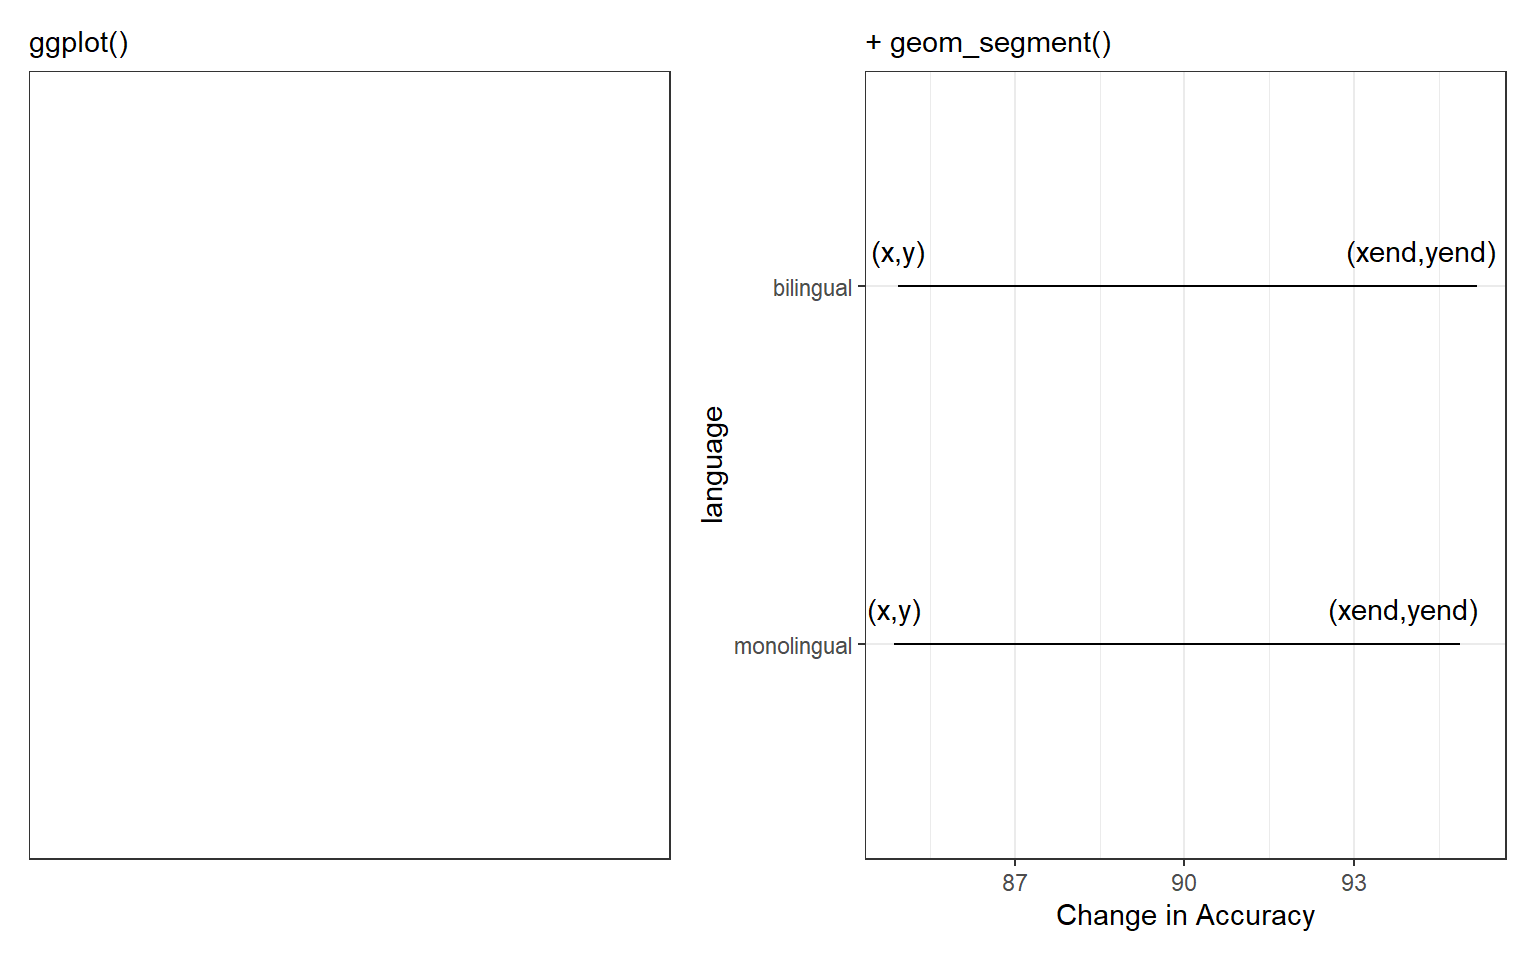 ggplot()
+ geom_segment()
(x,y)
(xend,yend)
bilingual
language
(x,y)
(xend,yend)
monolingual
87
90
93
Change in Accuracy